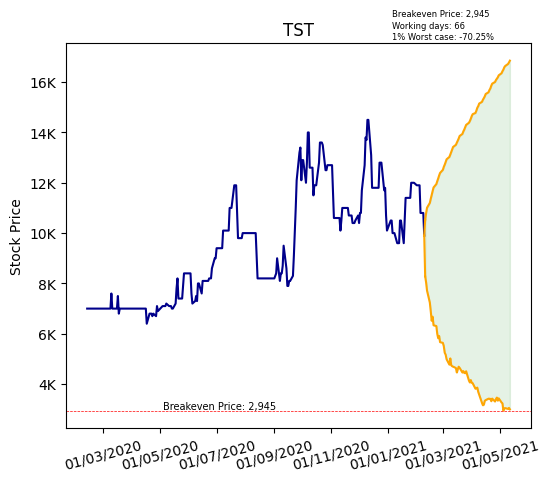 Breakeven Price: 2,945
Working days: 66
1% Worst case: -70.25%
TST
Stock Price
16K
14K
12K
10K
8K
6K
4K
Breakeven Price: 2,945
01/03/2020
01/05/2020
01/07/2020
01/09/2020
01/11/2020
01/01/2021
01/03/2021
01/05/2021